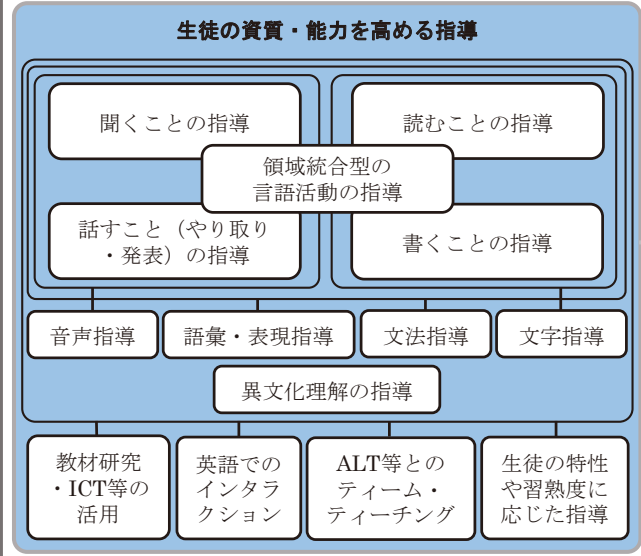 生徒の資質・能力を高める指導
聞くことの指導
読むことの指導
領域統合型の
言語活動の指導
話すこと（やり取り
・発表）の指導
書くことの指導
音声指導
語彙・表現指導
文法指導
文字指導
異文化理解の指導
教材研究
・ICT等の
活用
英語での
インタラ
クション
ALT等との
ティーム・
ティーチング
生徒の特性
や習熟度に
応じた指導